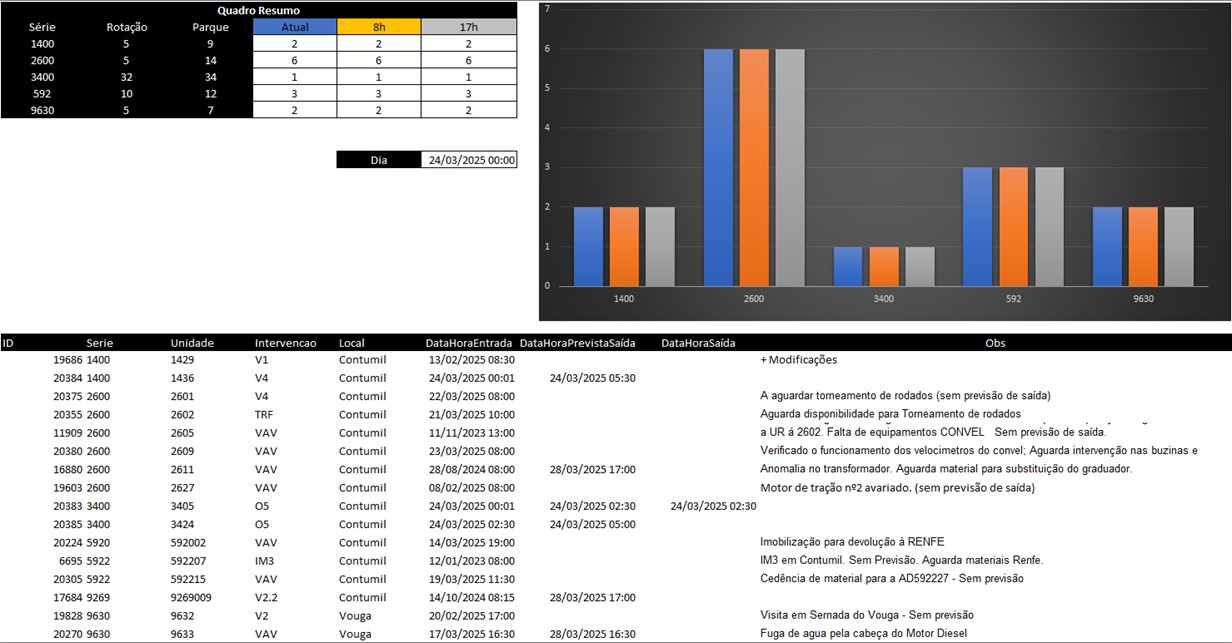 Quadro Resumo
Série Rotação Parque Atual 8h 17h
1400 5 9 2 2 2
2600 5 14 6 6 6
3400 32 34 1 1 1
592 10 12 3 3 3
9630 5 7 2 2 2
Dia 24/03/2025 00:00
7
6
5
4
3
2
1
0
1400 2600 3400 592 9630
ID Serie Unidade Intervencao Local DataHoraEntrada DataHoraPrevistaSaída DataHoraSaída Obs
19686 1400 1429 V1 Contumil 13/02/2025 08:30 + Modificações
20384 1400 1436 V4 Contumil 24/03/2025 00:01 24/03/2025 05:30
20375 2600 2601 V4 Contumil 22/03/2025 08:00 A aguardar torneamento de rodados (sem previsão de saída)
20355 2600 2602 TRF Contumil 21/03/2025 10:00 Aguarda disponibilidade para Torneamento de rodados
11909 2600 2605 VAV Contumil 11/11/2023 13:00 a UR á 2602. Falta de equipamentos CONVEL Sem previsão de saída.
20380 2600 2609 VAV Contumil 23/03/2025 08:00 Verificado o funcionamento dos velocimetros do convel; Aguarda intervenção nas buzinas e
16880 2600 2611 VAV Contumil 28/08/2024 08:00 28/03/2025 17:00 Anomalia no transformador. Aguarda material para substituição do graduador.
19603 2600 2627 VAV Contumil 08/02/2025 08:00 Motor de tração nº2 avariado. (sem previsão de saída)
20383 3400 3405 O5 Contumil 24/03/2025 00:01 24/03/2025 02:30 24/03/2025 02:30
20385 3400 3424 O5 Contumil 24/03/2025 02:30 24/03/2025 05:00
20224 5920 592002 VAV Contumil 14/03/2025 19:00 Imobilização para devolução à RENFE
6695 5922 592207 IM3 Contumil 12/01/2023 08:00 IM3 em Contumil. Sem Previsão. Aguarda materiais Renfe.
20305 5922 592215 VAV Contumil 19/03/2025 11:30 Cedência de material para a AD592227 - Sem previsão
17684 9269 9269009 V2.2 Contumil 14/10/2024 08:15 28/03/2025 17:00
19828 9630 9632 V2 Vouga 20/02/2025 17:00 Visita em Sernada do Vouga - Sem previsão
20270 9630 9633 VAV Vouga 17/03/2025 16:30 28/03/2025 16:30 Fuga de agua pela cabeça do Motor Diesel